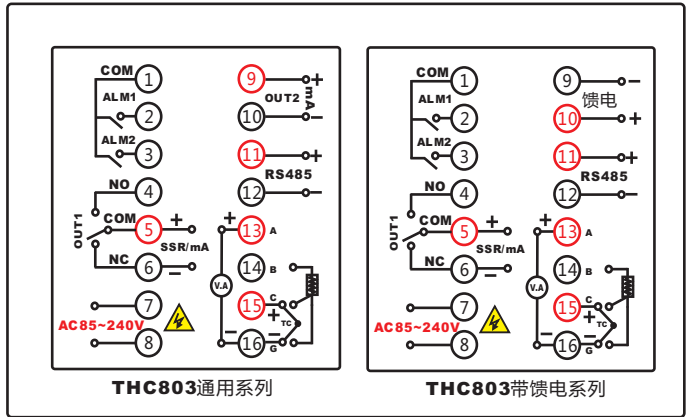 COM 1 9 +
ALM1 OUT2 mA
2 10 −
ALM2
3 11 +
RS485
NO 4 12 −
OUT1 COM 5 + + 13 A
SSR/mA
NC 6 − 14 B
V.A
7 15 C
AC85~240V + TC
8 − 16 − G
THC803通用系列
COM 1 9 −
ALM1 馈电
2 10 +
ALM2
3 11 +
RS485
NO 4 12 −
OUT1 COM 5 + + 13 A
SSR/mA
NC 6 − 14 B
V.A
7 15 C
AC85~240V + TC
8 − 16 − G
THC803带馈电系列